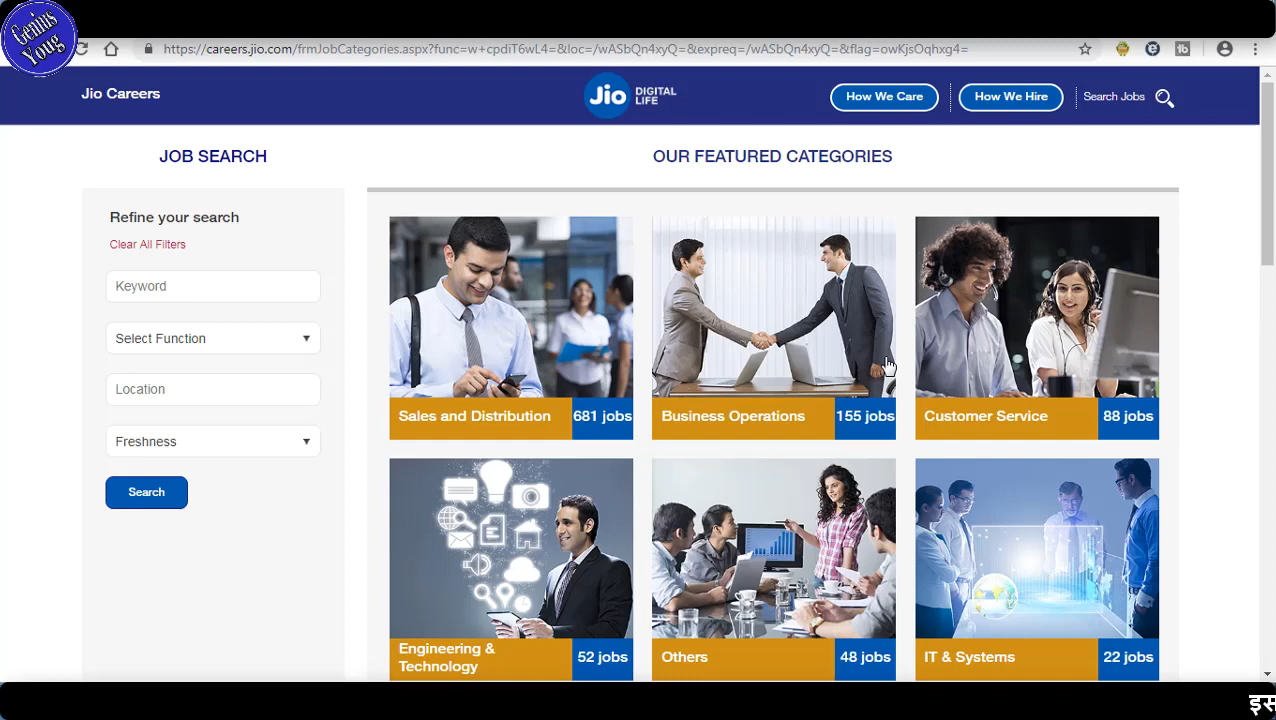 Genius
Youg
https://careers.jio.com/frmJobCategories.aspx?func=w+cpdiT6wL4=&loc=/wASbQn4xyQ=&expreq=/wASbQn4xyQ=&flag=owKjsOqhxg4=
Jio Careers
Jio DIGITAL LIFE
How We Care
How We Hire
Search Jobs
JOB SEARCH
OUR FEATURED CATEGORIES
Refine your search
Clear All Filters
Keyword
Select Function
Location
Freshness
Search
Sales and Distribution 681 jobs
Business Operations 155 jobs
Customer Service 88 jobs
Engineering & Technology 52 jobs
Others 48 jobs
IT & Systems 22 jobs